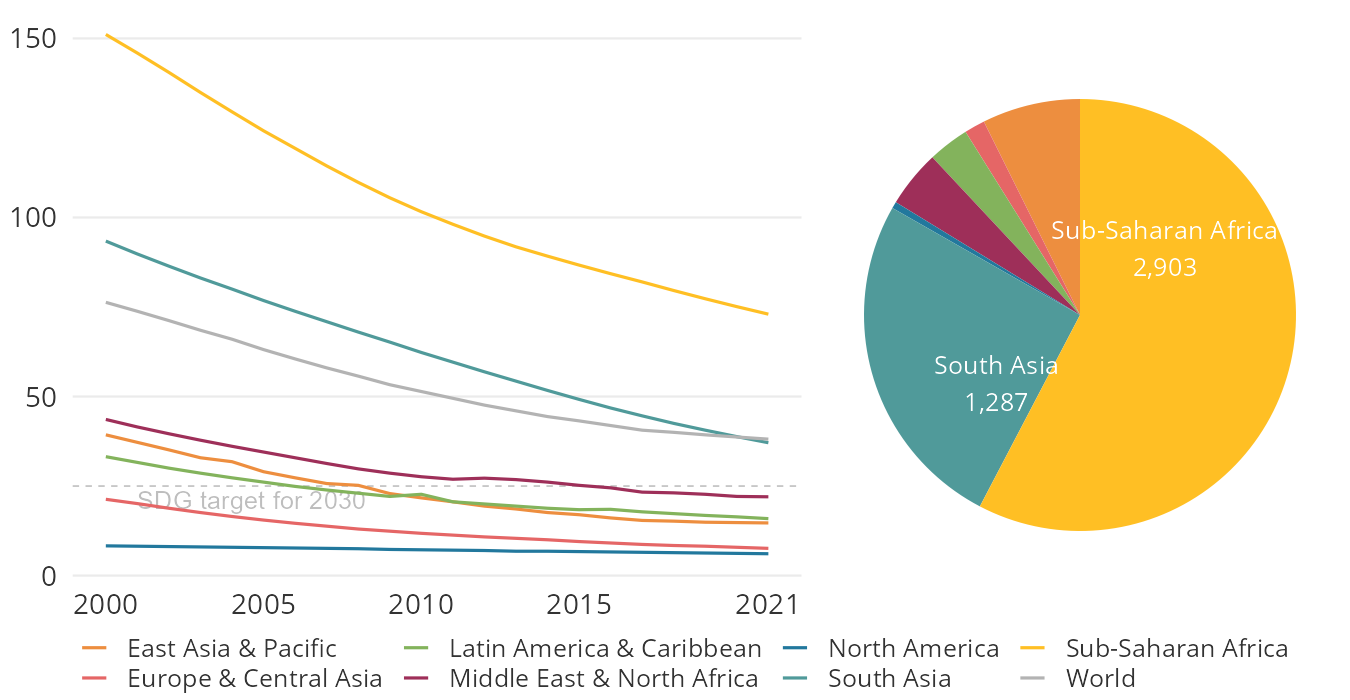 150
100
50
0
SDG target for 2030
2000 2005 2010 2015 2021
Sub-Saharan Africa
2,903
South Asia
1,287
East Asia & Pacific Latin America & Caribbean North America Sub-Saharan Africa
Europe & Central Asia Middle East & North Africa South Asia World